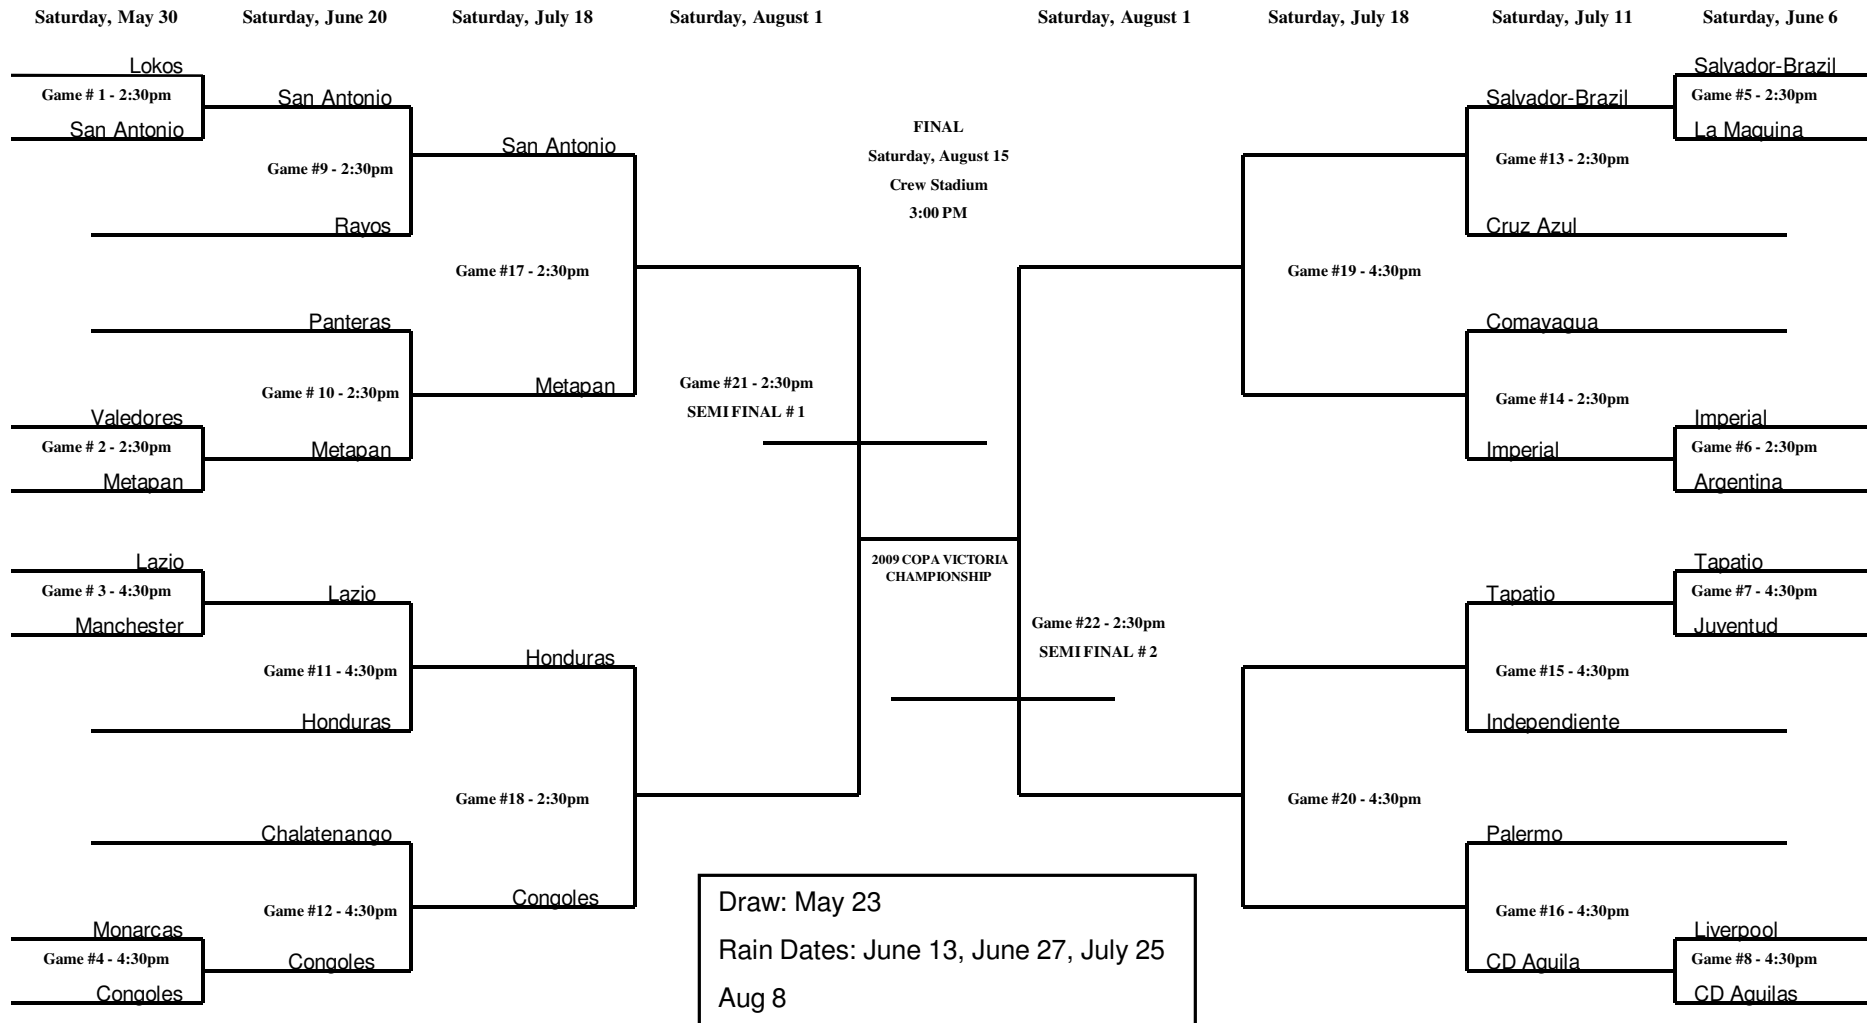 Saturday, May 30 Saturday, June 20 Saturday, July 18 Saturday, August 1 Saturday, August 1 Saturday, July 18 Saturday, July 11 Saturday, June 6
Lokos Salvador-Brazil
Game # 1 - 2:30pm San Antonio Salvador-Brazil Game #5 - 2:30pm
San Antonio FINAL La Maquina
San Antonio Saturday, August 15 Game #13 - 2:30pm
Game #9 - 2:30pm Crew Stadium
3:00 PM
Rayos Cruz Azul
Game #17 - 2:30pm Game #19 - 4:30pm
Panteras Comayagua
Game # 10 - 2:30pm Metapan Game #21 - 2:30pm Game #14 - 2:30pm
Valedores SEMI FINAL # 1 Imperial
Game # 2 - 2:30pm Metapan Imperial Game #6 - 2:30pm
Metapan Argentina
Lazio 2009 COPA VICTORIA Tapatio
CHAMPIONSHIP
Game # 3 - 4:30pm Lazio Tapatio Game #7 - 4:30pm
Manchester Game #22 - 2:30pm Juventud
Honduras SEMI FINAL # 2
Game #11 - 4:30pm Game #15 - 4:30pm
Honduras Independiente
Game #18 - 2:30pm Game #20 - 4:30pm
Chalatenango Palermo
Game #12 - 4:30pm Congoles Draw: May 23 Game #16 - 4:30pm
Monarcas Liverpool
Game #4 - 4:30pm Congoles Rain Dates: June 13, June 27, July 25 CD Aguila Game #8 - 4:30pm
Congoles Aug 8 CD Aguilas